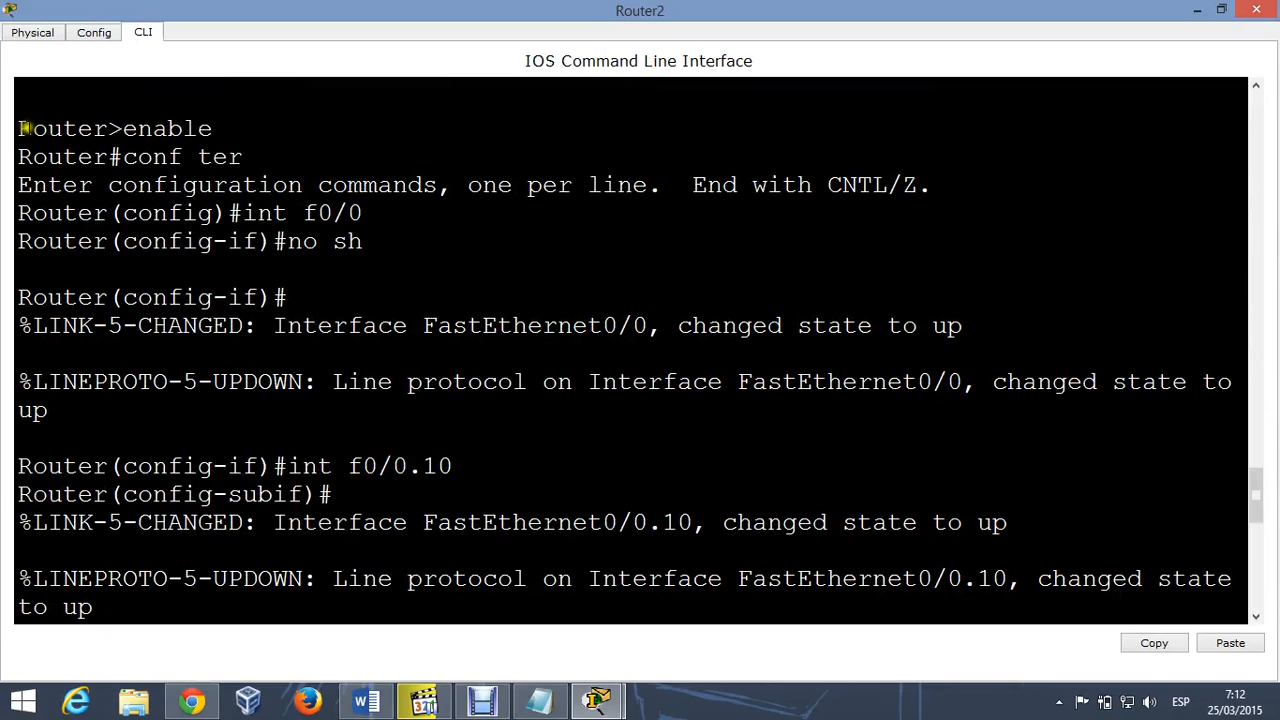 Router2
Physical
Config
CLI
IOS Command Line Interface
Router>enable
Router#conf ter
Enter configuration commands, one per line.  End with CNTL/Z.
Router(config)#int f0/0
Router(config-if)#no sh
Router(config-if)#
%LINK-5-CHANGED: Interface FastEthernet0/0, changed state to up
%LINEPROTO-5-UPDOWN: Line protocol on Interface FastEthernet0/0, changed state to
up
Router(config-if)#int f0/0.10
Router(config-subif)#
%LINK-5-CHANGED: Interface FastEthernet0/0.10, changed state to up
%LINEPROTO-5-UPDOWN: Line protocol on Interface FastEthernet0/0.10, changed state
to up
Copy
Paste
321
ESP
7:12
25/03/2015